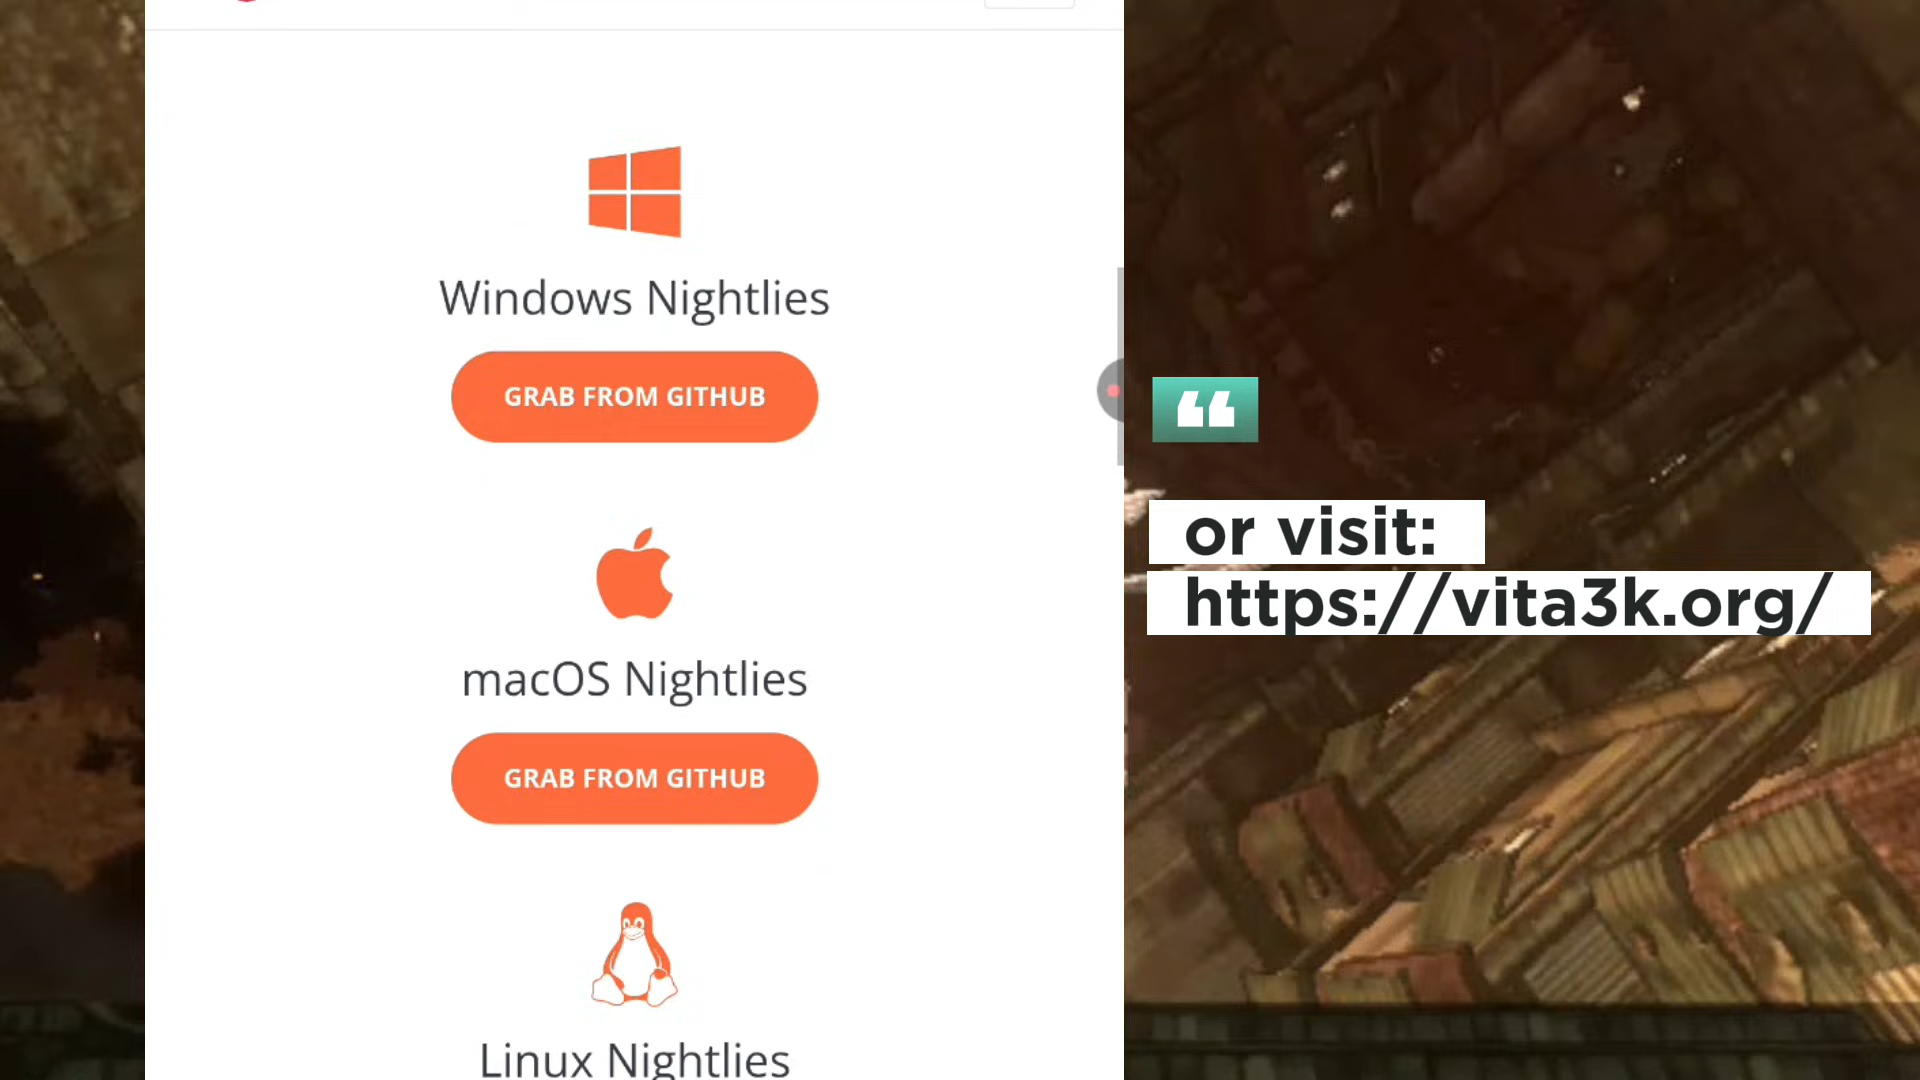 Windows Nightlies
GRAB FROM GITHUB
macOS Nightlies
GRAB FROM GITHUB
Linux Nightlies
“
or visit:
https://vita3k.org/